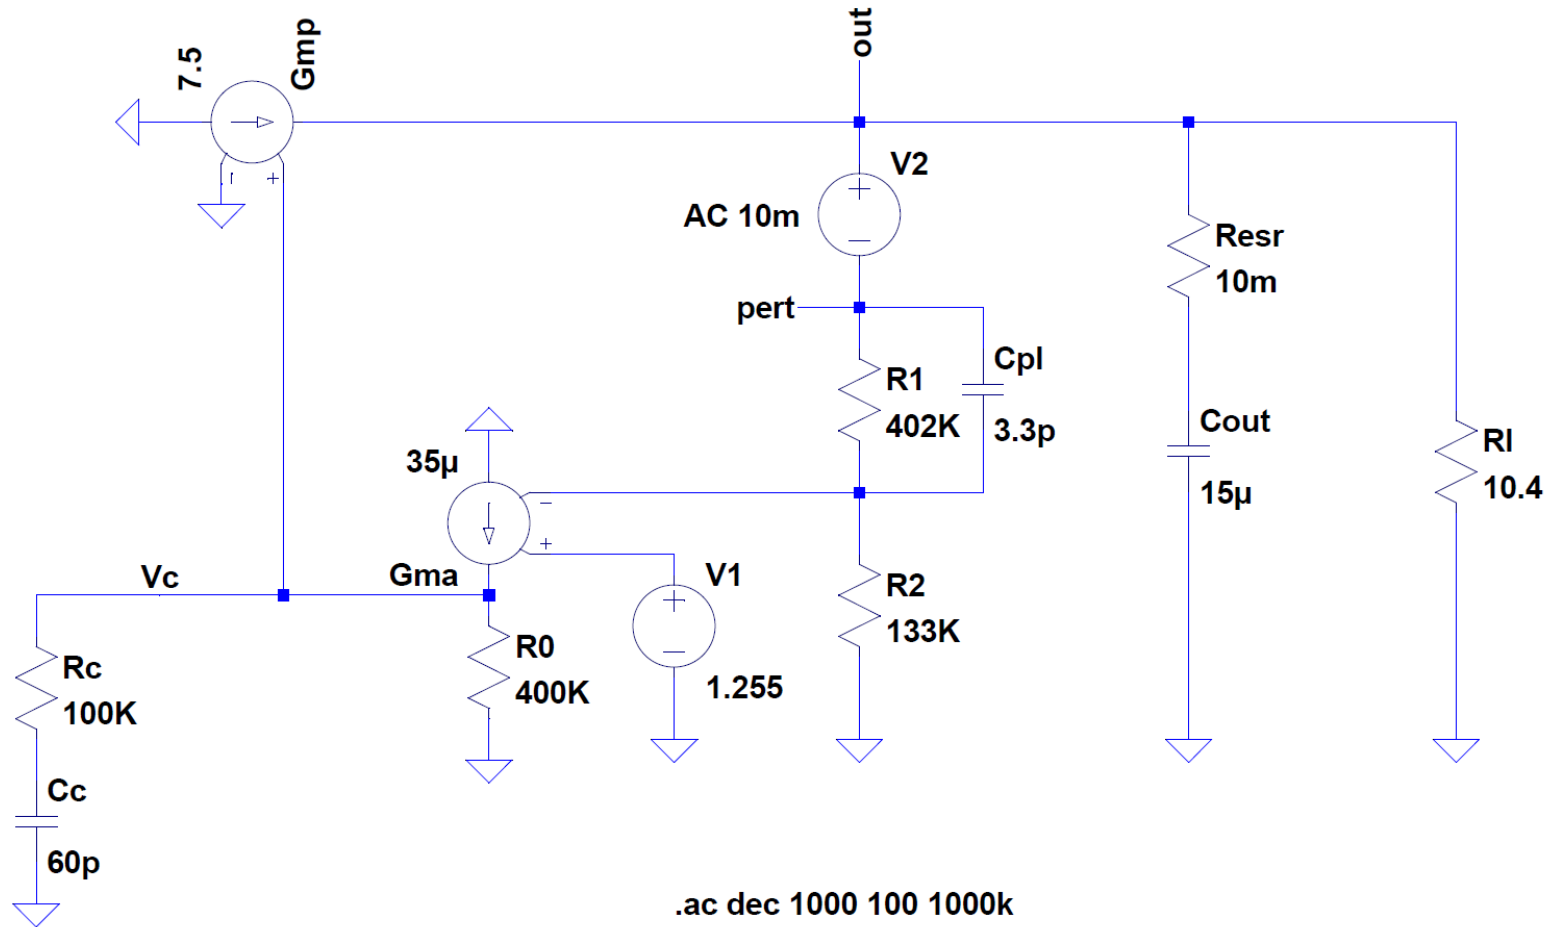 out
7.5
Gmp
V2
AC 10m
+
−
−
+
pert
Resr
10m
R1
402K
Cpl
3.3p
Cout
15µ
Rl
10.4
35µ
−
+
Vc
Gma
V1
+
−
1.255
R2
133K
R0
400K
Rc
100K
Cc
60p
.ac dec 1000 100 1000k